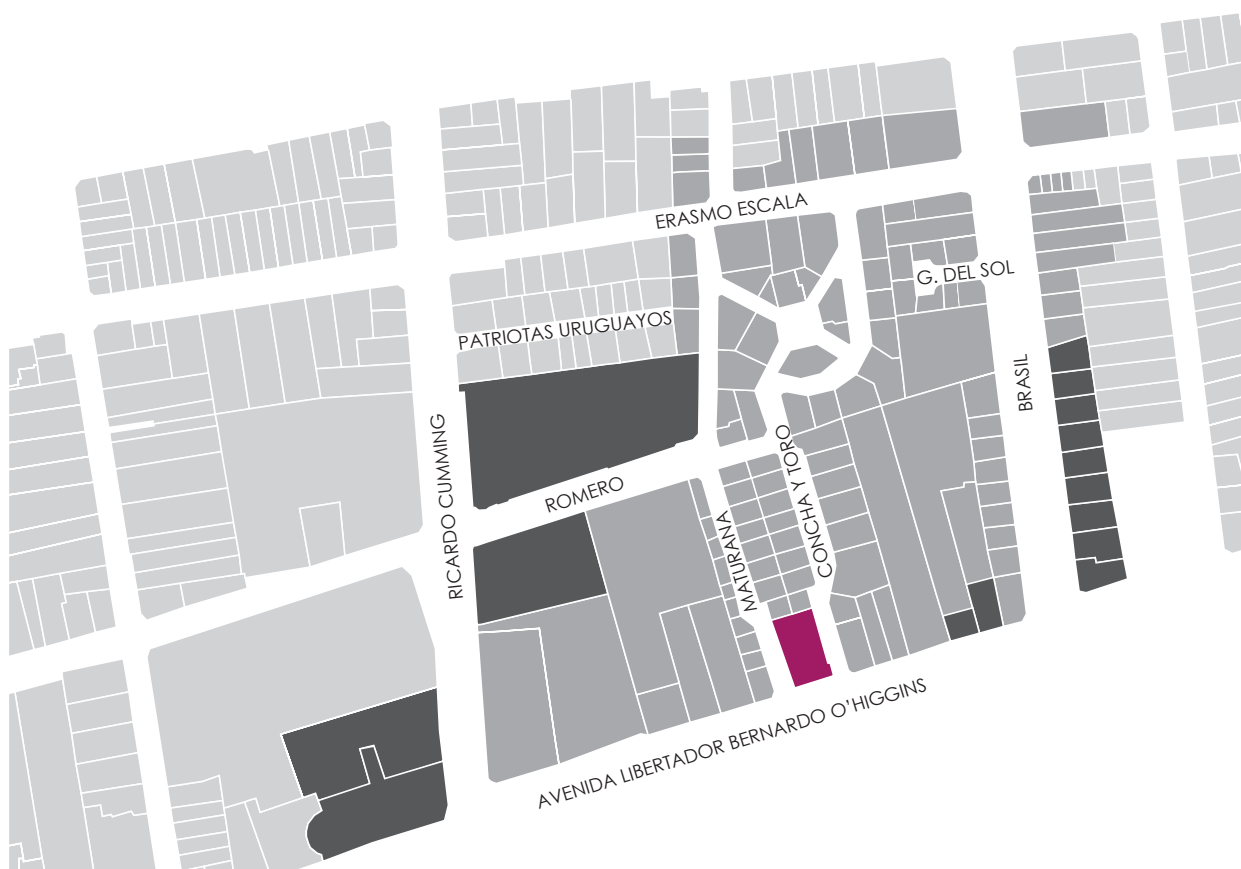 ERASMO ESCALA
G. DEL SOL
PATRIOTAS URUGUAYOS
BRASIL
RICARDO CUMMING
CONCHA Y TORO
ROMERO
MATURANA
AVENIDA LIBERTADOR BERNARDO O’HIGGINS